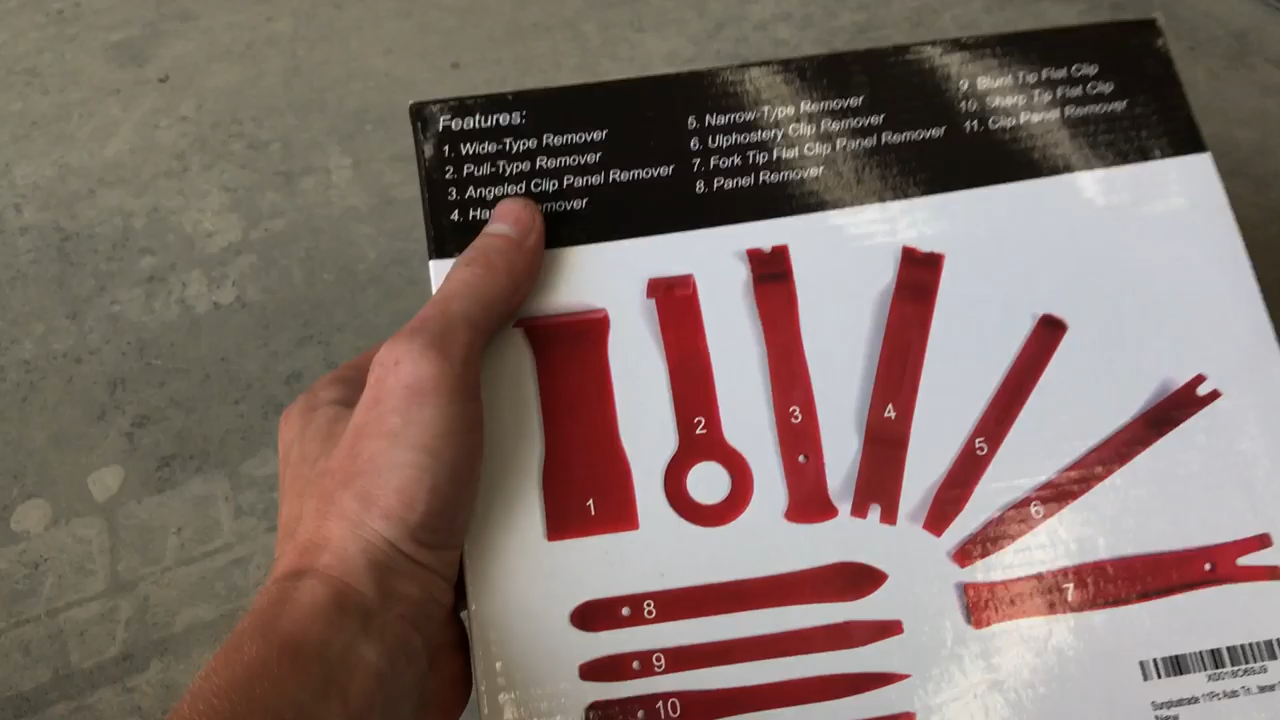 Features:
1. Wide-Type Remover
2. Pull-Type Remover
3. Angeled Clip Panel Remover
4.
5. Narrow-Type Remover
6. Ulphostery Clip Remover
7. Fork Tip Flat Clip Panel Remover
8. Panel Remover
9. Blunt Tip Flat Clip
10. Sharp Tip Flat Clip
11. Clip Panel Remover
1
2
3
4
5
6
7
8
9
10
11Pc Auto